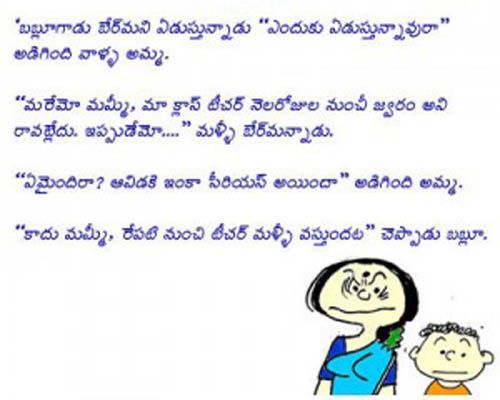 ‘బబ్లూగాడు బేర్‌మని ఏడుస్తున్నాడు “ఎందుకు ఏడుస్తున్నావురా”
అడిగింది వాళ్ళ అమ్మ.
“మరేమో మమ్మీ, మా క్లాస్ టీచర్ నెలరోజుల నుంచీ జ్వరం అని
రావట్లేదు. ఇప్పుడేమో....” మళ్ళీ బేర్‌మన్నాడు.
“ఏమైందిరా? ఆవిడకి ఇంకా సీరియస్ అయిందా” అడిగింది అమ్మ.
“కాదు మమ్మీ, రేపటి నుంచి టీచర్ మళ్ళీ వస్తుందట” చెప్పాడు బబ్లూ.